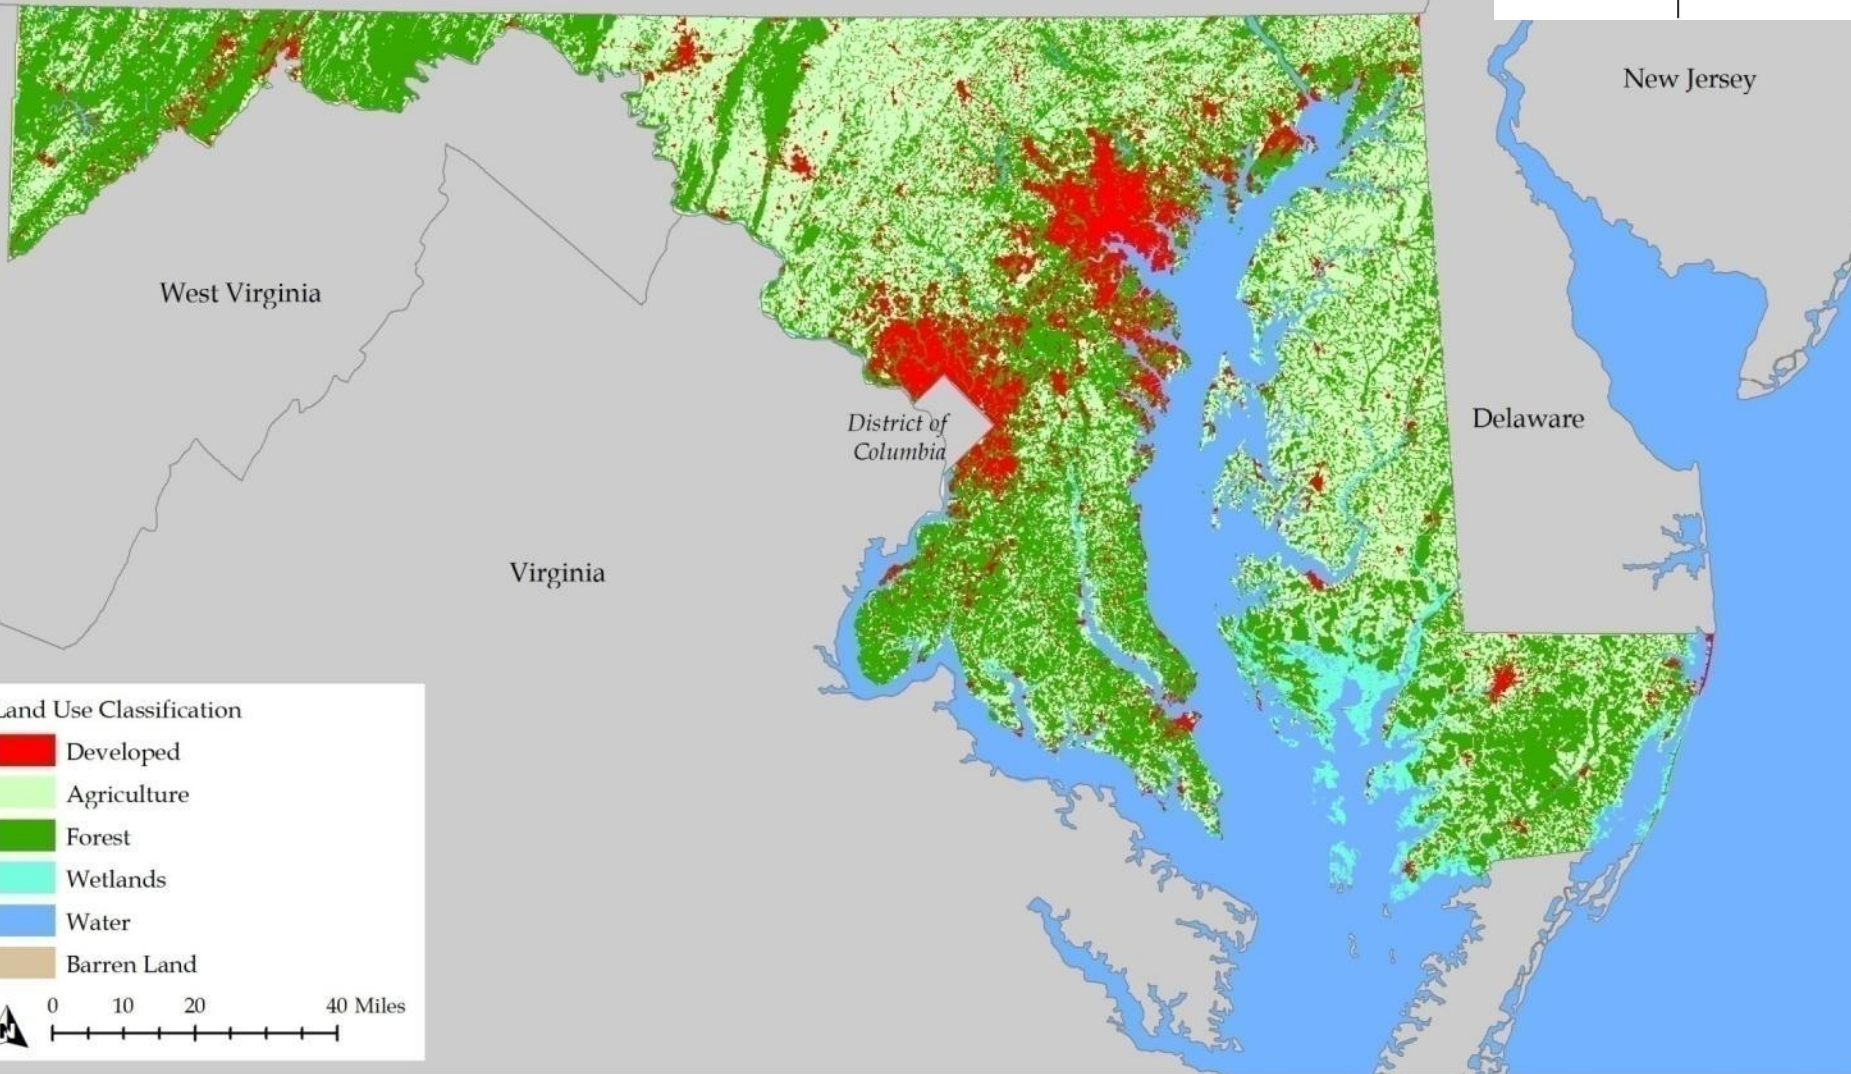 New Jersey
West Virginia
Delaware
District of
Columbia
Virginia
Land Use Classification
Developed
Agriculture
Forest
Wetlands
Water
Barren Land
0 10 20 40 Miles
N